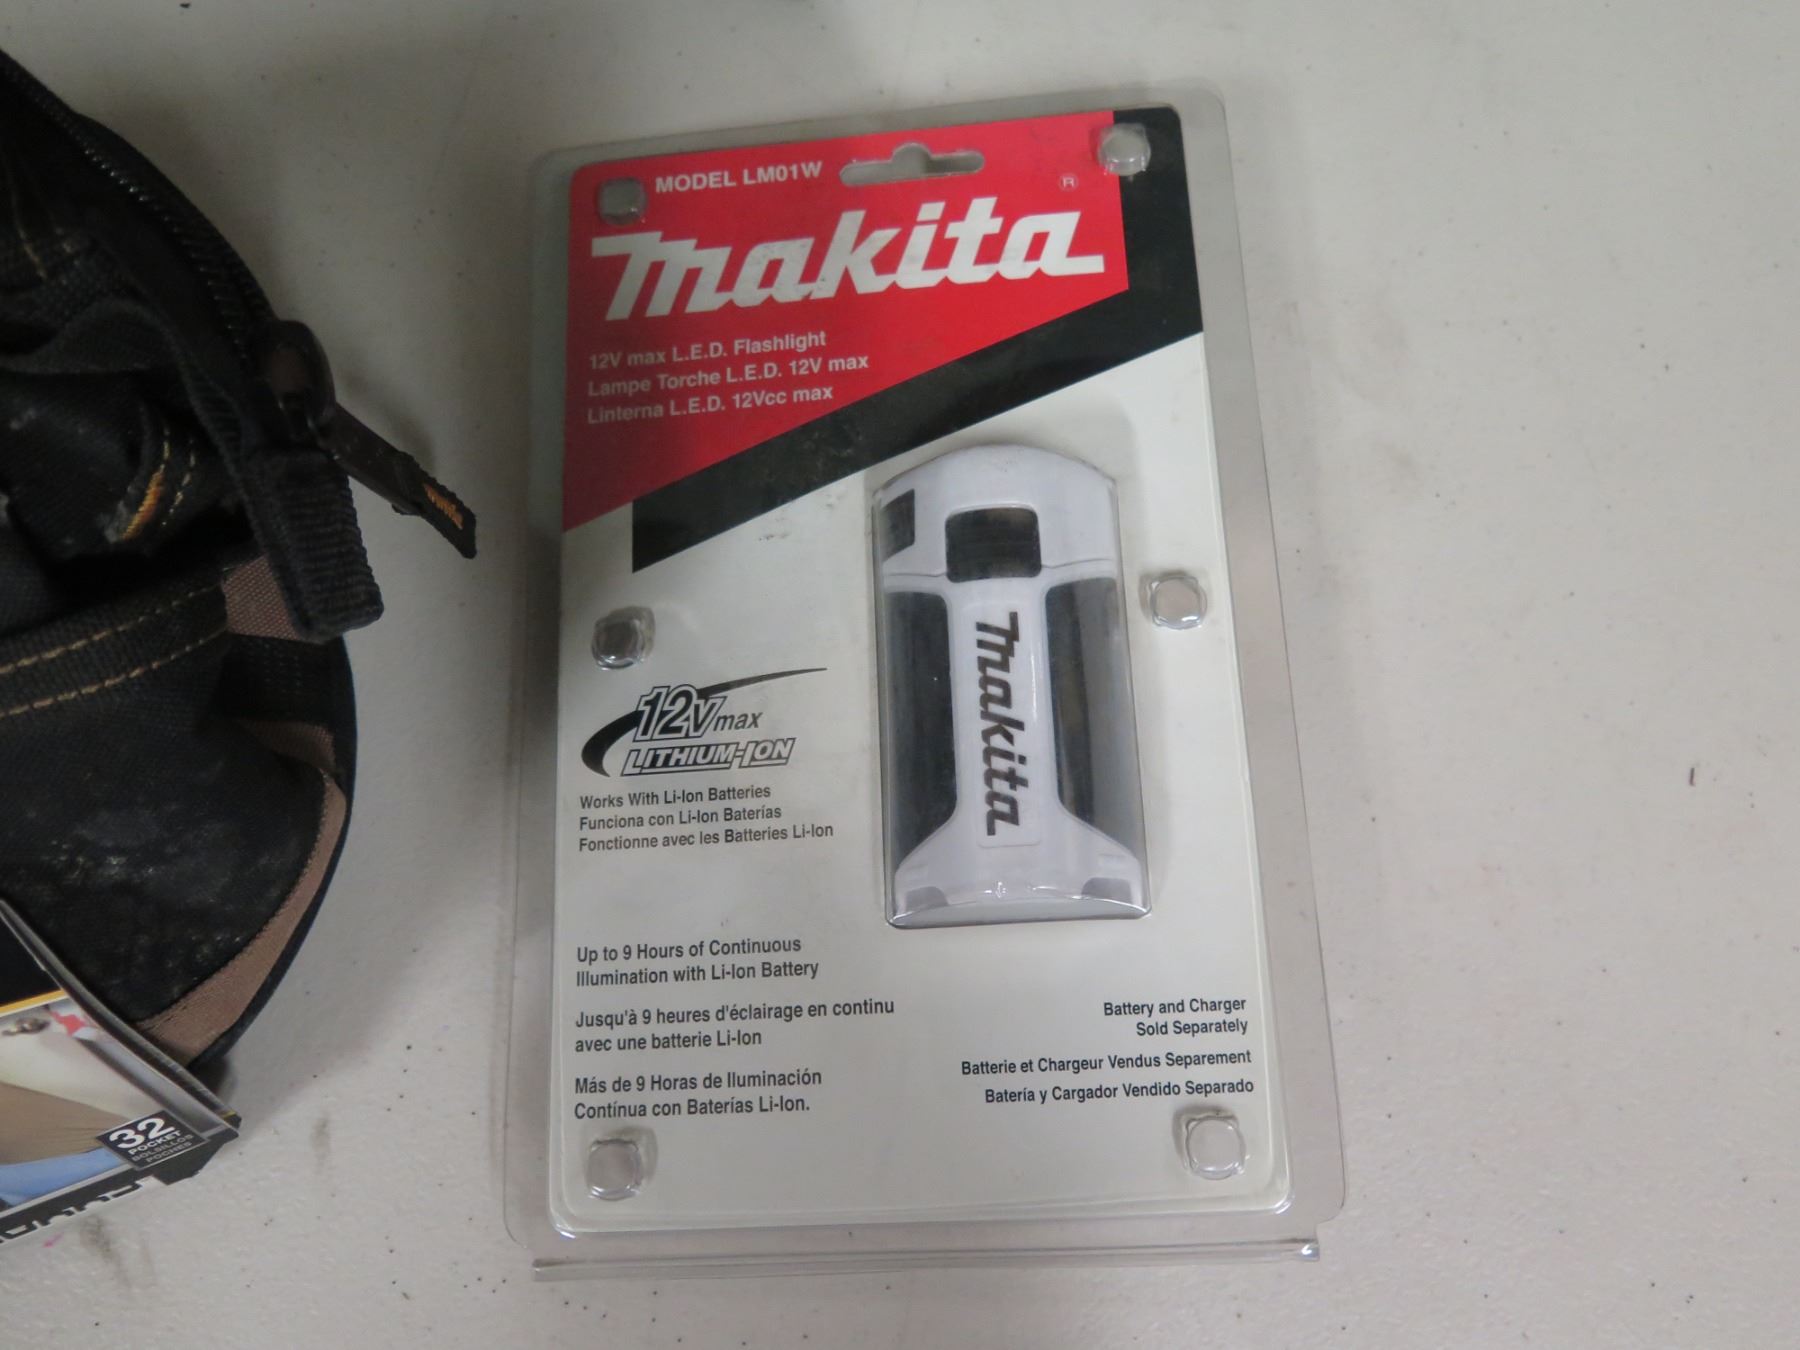 MODEL LM01W
makita
®
12V max L.E.D. Flashlight
Lampe Torche L.E.D. 12V max
Linterna L.E.D. 12Vcc max
makita
12V max
LITHIUM-ION
Works With Li-Ion Batteries
Funciona con Li-Ion Baterías
Fonctionne avec les Batteries Li-Ion
Up to 9 Hours of Continuous
Illumination with Li-Ion Battery
Jusqu'à 9 heures d'éclairage en continu
avec une batterie Li-Ion
Más de 9 Horas de Iluminación
Contínua con Baterías Li-Ion.
Battery and Charger
Sold Separately
Batterie et Chargeur Vendus Separement
Batería y Cargador Vendido Separado
32
POCKET
BOLSILLOS
POCHES